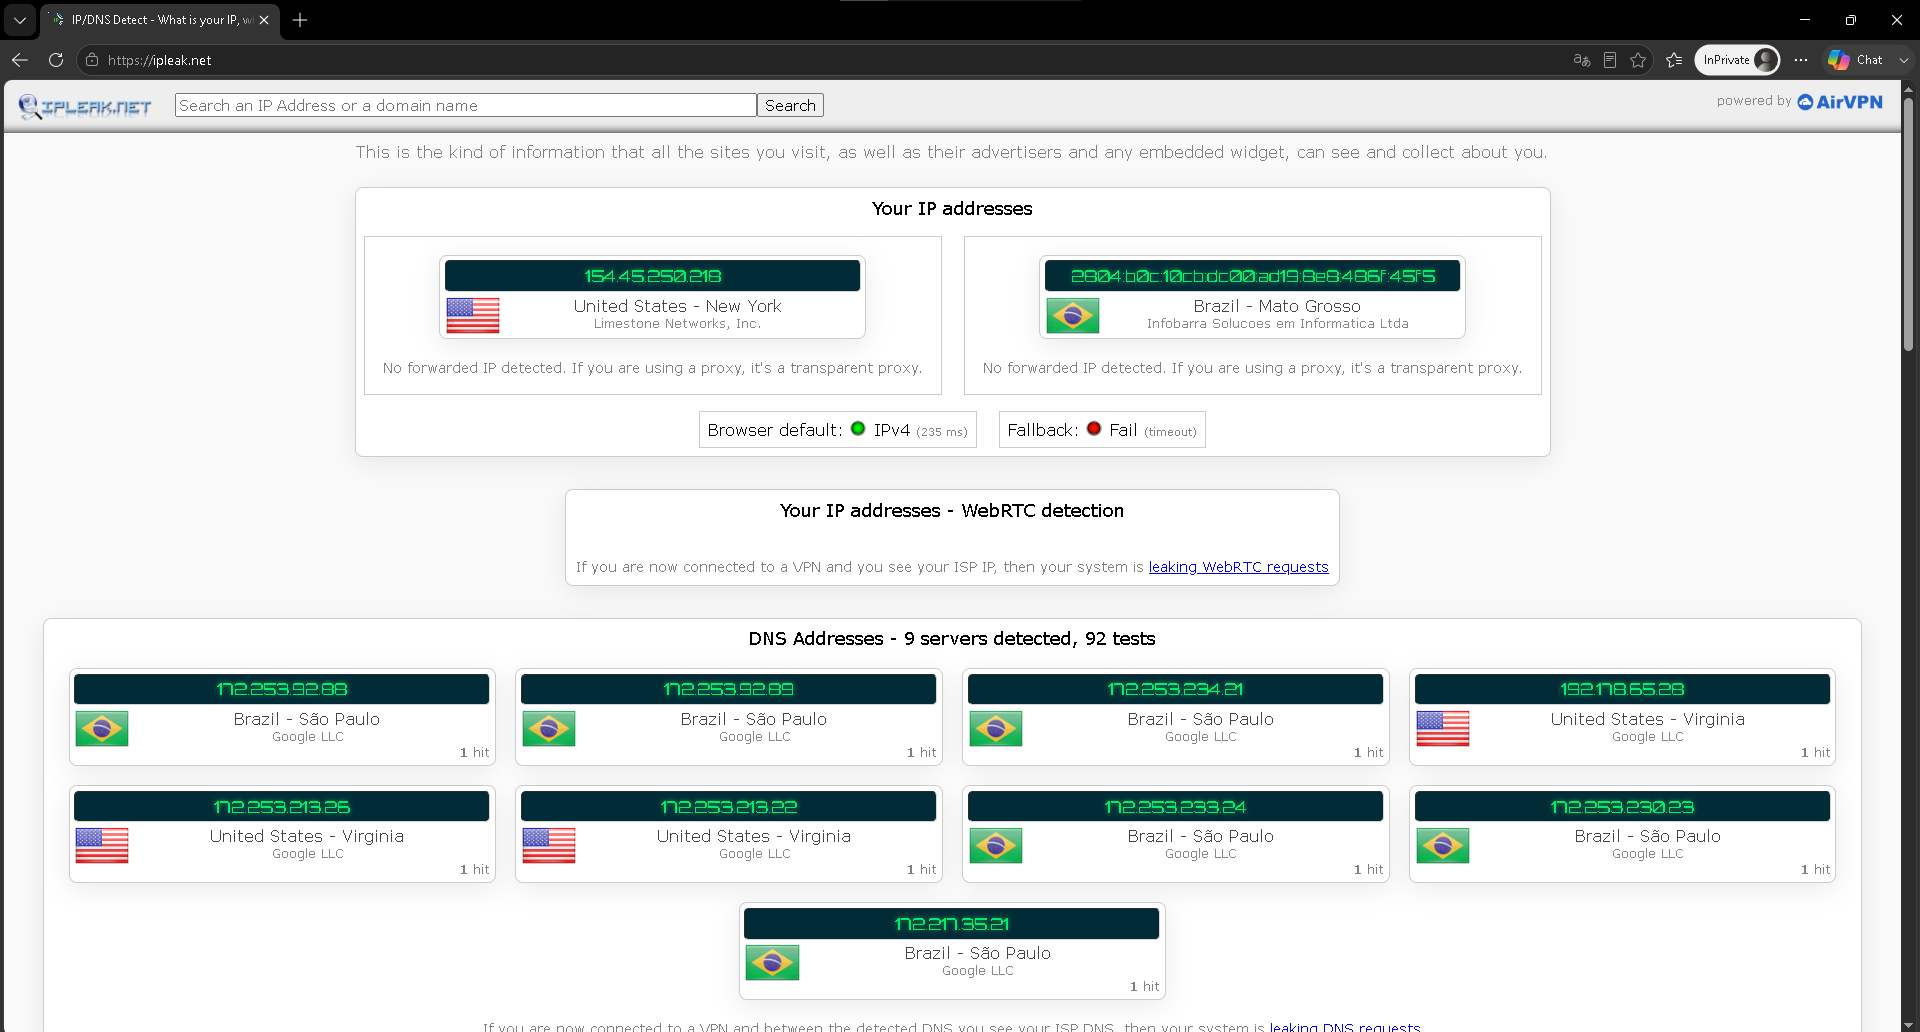 IP/DNS Detect - What is your IP, w
https://ipleak.net
InPrivate
Chat
IPLEAK.NET
Search an IP Address or a domain name
Search
powered by AirVPN
This is the kind of information that all the sites you visit, as well as their advertisers and any embedded widget, can see and collect about you.
Your IP addresses
154.45.250.218
United States - New York
Limestone Networks, Inc.
No forwarded IP detected. If you are using a proxy, it's a transparent proxy.
2804:b0c:10cb:dc00:ad19:8e8:486f:45f5
Brazil - Mato Grosso
Infobarra Solucoes em Informatica Ltda
No forwarded IP detected. If you are using a proxy, it's a transparent proxy.
Browser default: IPv4 (235 ms)
Fallback: Fail (timeout)
Your IP addresses - WebRTC detection
If you are now connected to a VPN and you see your ISP IP, then your system is leaking WebRTC requests
DNS Addresses - 9 servers detected, 92 tests
172.253.92.88
Brazil - São Paulo
Google LLC
1 hit
172.253.92.89
Brazil - São Paulo
Google LLC
1 hit
172.253.234.21
Brazil - São Paulo
Google LLC
1 hit
192.178.65.28
United States - Virginia
Google LLC
1 hit
172.253.213.26
United States - Virginia
Google LLC
1 hit
172.253.213.22
United States - Virginia
Google LLC
1 hit
172.253.233.24
Brazil - São Paulo
Google LLC
1 hit
172.253.230.23
Brazil - São Paulo
Google LLC
1 hit
172.217.35.21
Brazil - São Paulo
Google LLC
1 hit
If you are now connected to a VPN and between the detected DNS you see your ISP DNS, then your system is leaking DNS requests